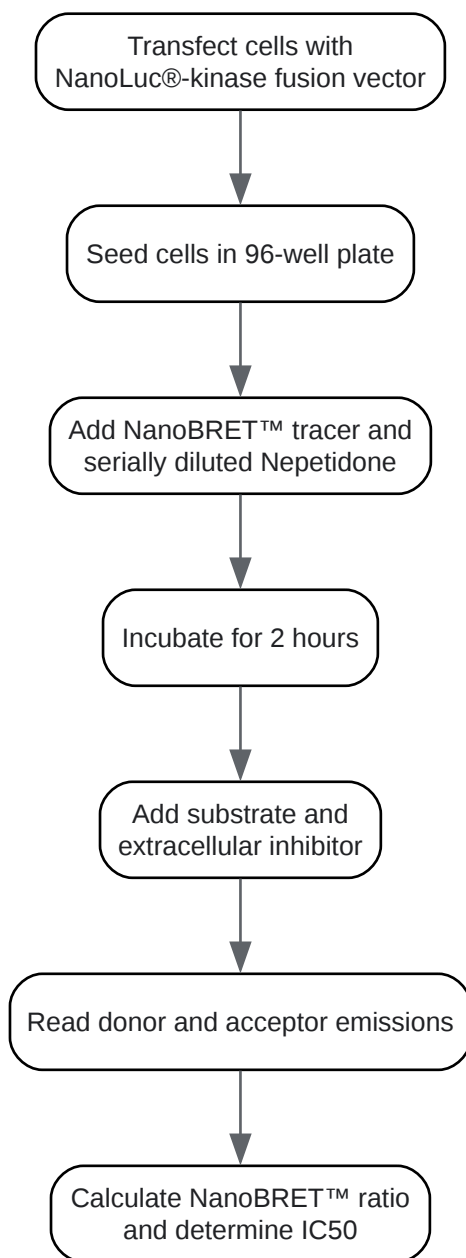 Transfect cells with
NanoLuc®-kinase fusion vector
Seed cells in 96-well plate
Add NanoBRET™ tracer and
serially diluted Nepetidone
Incubate for 2 hours
Add substrate and
extracellular inhibitor
Read donor and acceptor emissions
Calculate NanoBRET™ ratio
and determine IC50